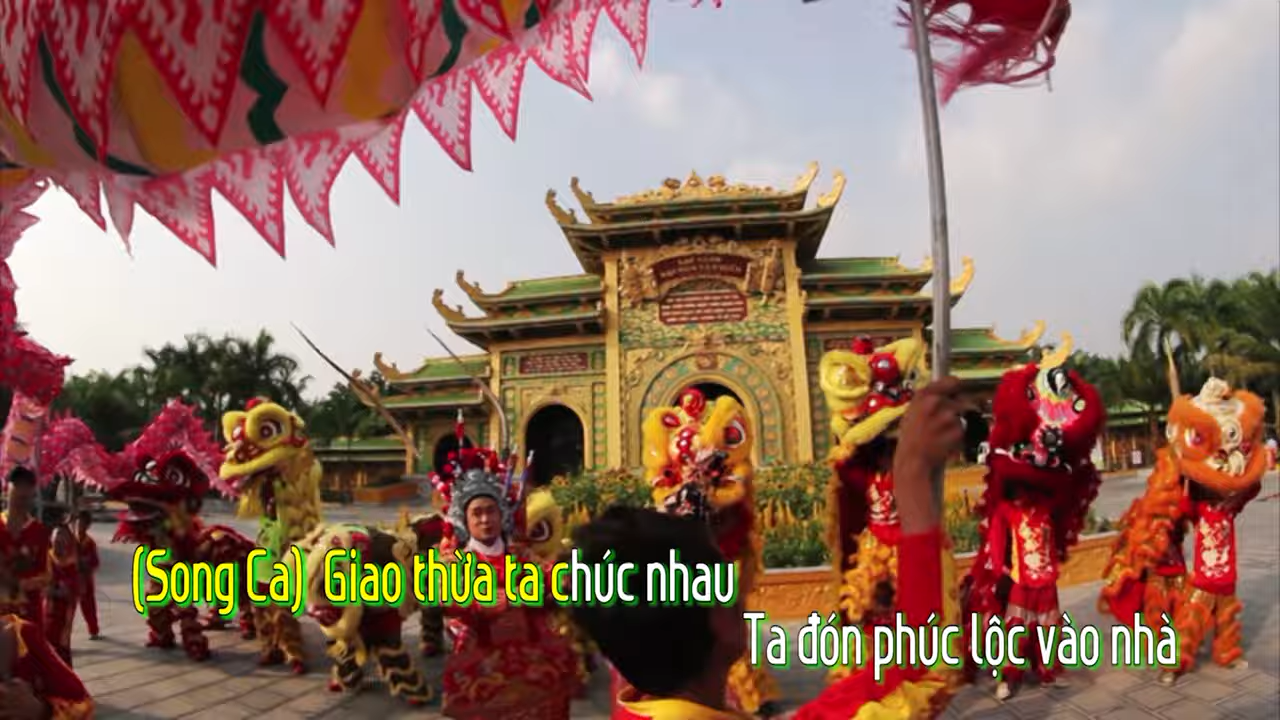 (Song Ca) Giao thừa ta chúc nhau
Ta đón phúc lộc vào nhà